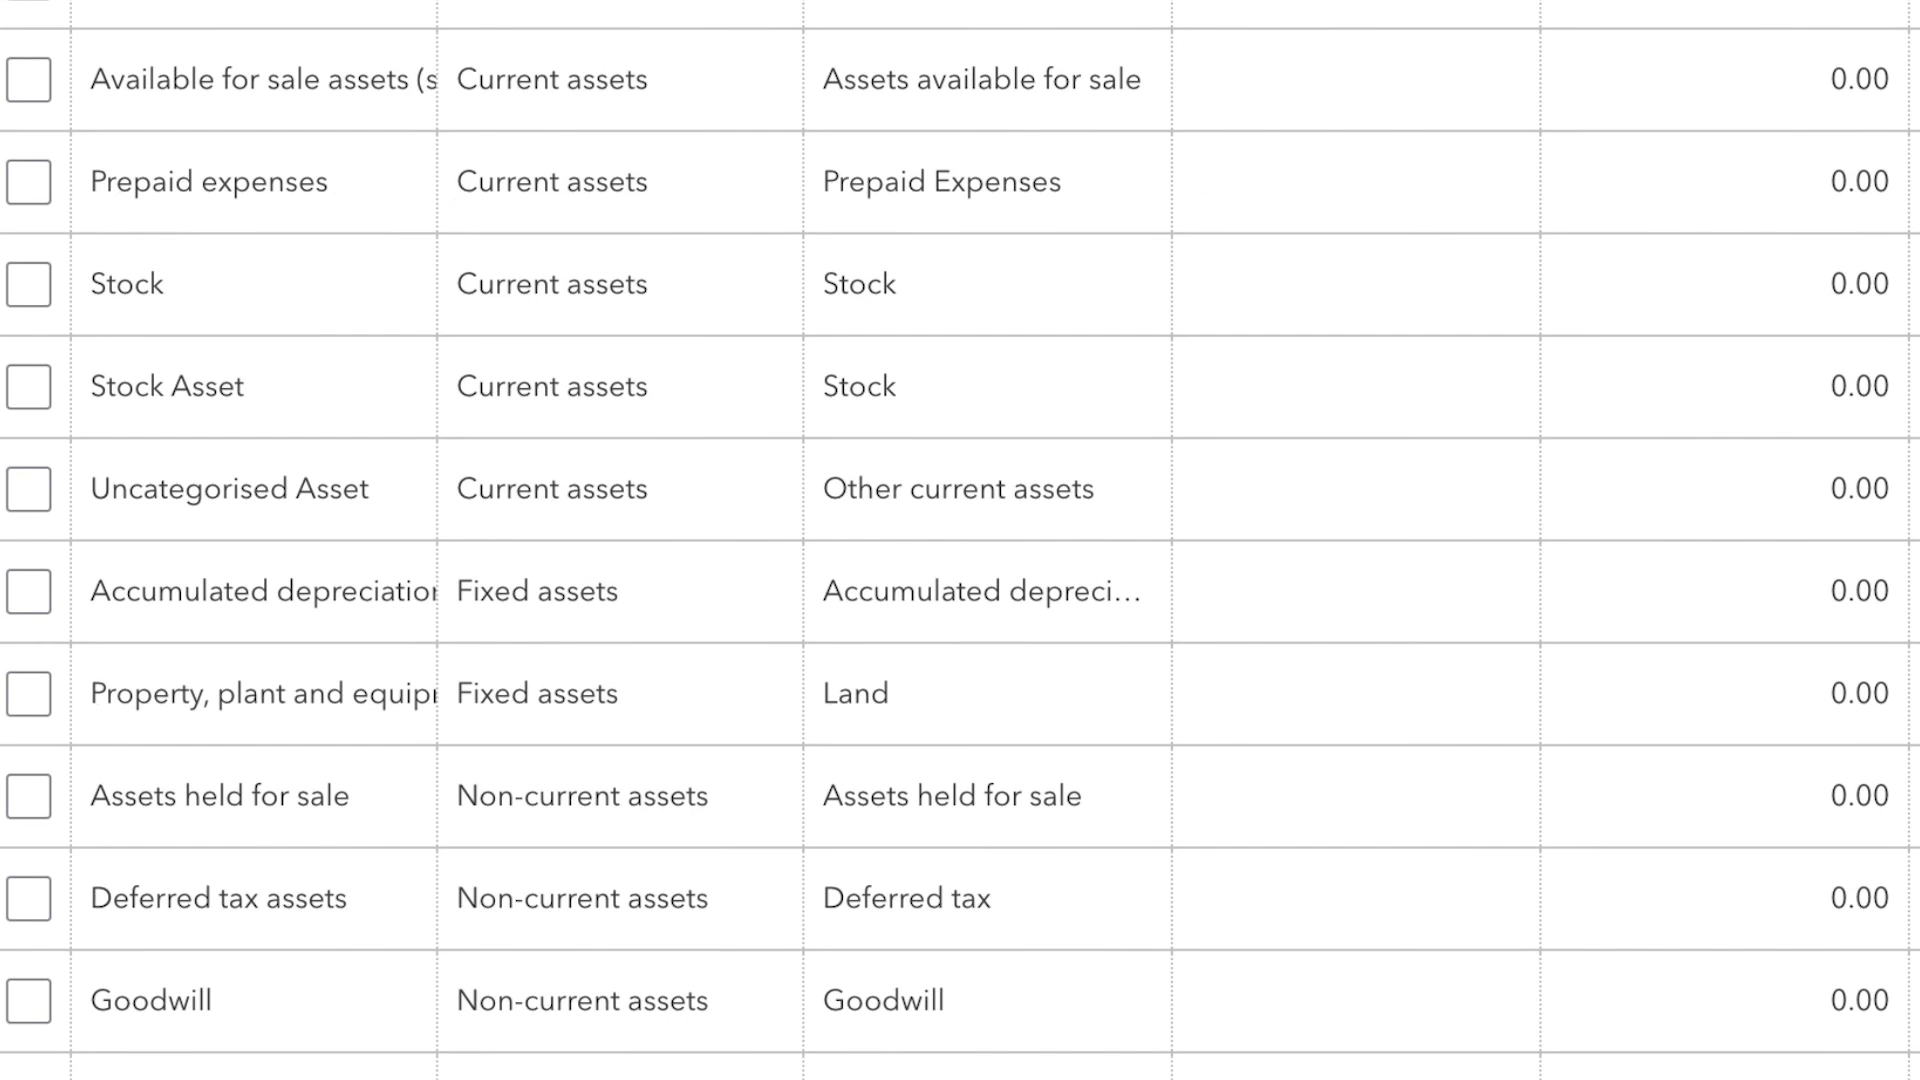 Available for sale assets (s Current assets Assets available for sale 0.00
Prepaid expenses Current assets Prepaid Expenses 0.00
Stock Current assets Stock 0.00
Stock Asset Current assets Stock 0.00
Uncategorised Asset Current assets Other current assets 0.00
Accumulated depreciation Fixed assets Accumulated depreci... 0.00
Property, plant and Fixed assets Land 0.00
Assets held for sale Non-current assets Assets held for sale 0.00
Deferred tax assets Non-current assets Deferred tax 0.00
Goodwill Non-current assets Goodwill 0.00